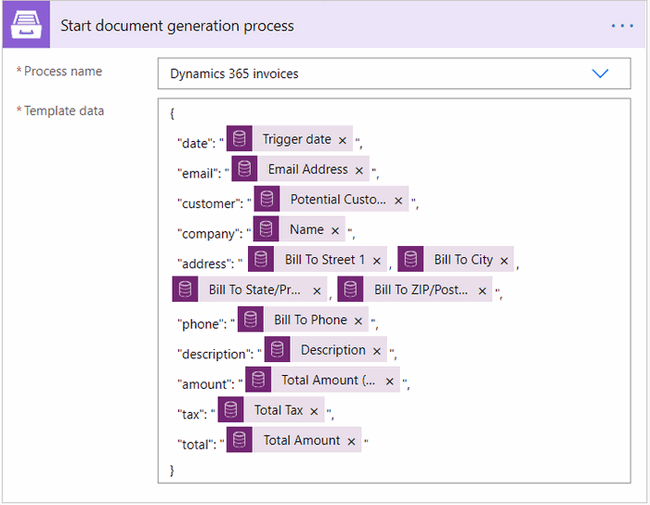 Start document generation process
* Process name
Dynamics 365 invoices
* Template data
{
"date": " Trigger date × ",
"email": " Email Address × ",
"customer": " Potential Custo... × ",
"company": " Name × ",
"address": " Bill To Street 1 × , Bill To City × ,
Bill To State/Pr... × , Bill To ZIP/Post... × ",
"phone": " Bill To Phone × ",
"description": " Description × ",
"amount": " Total Amount (... × ",
"tax": " Total Tax × ",
"total": " Total Amount × "
}